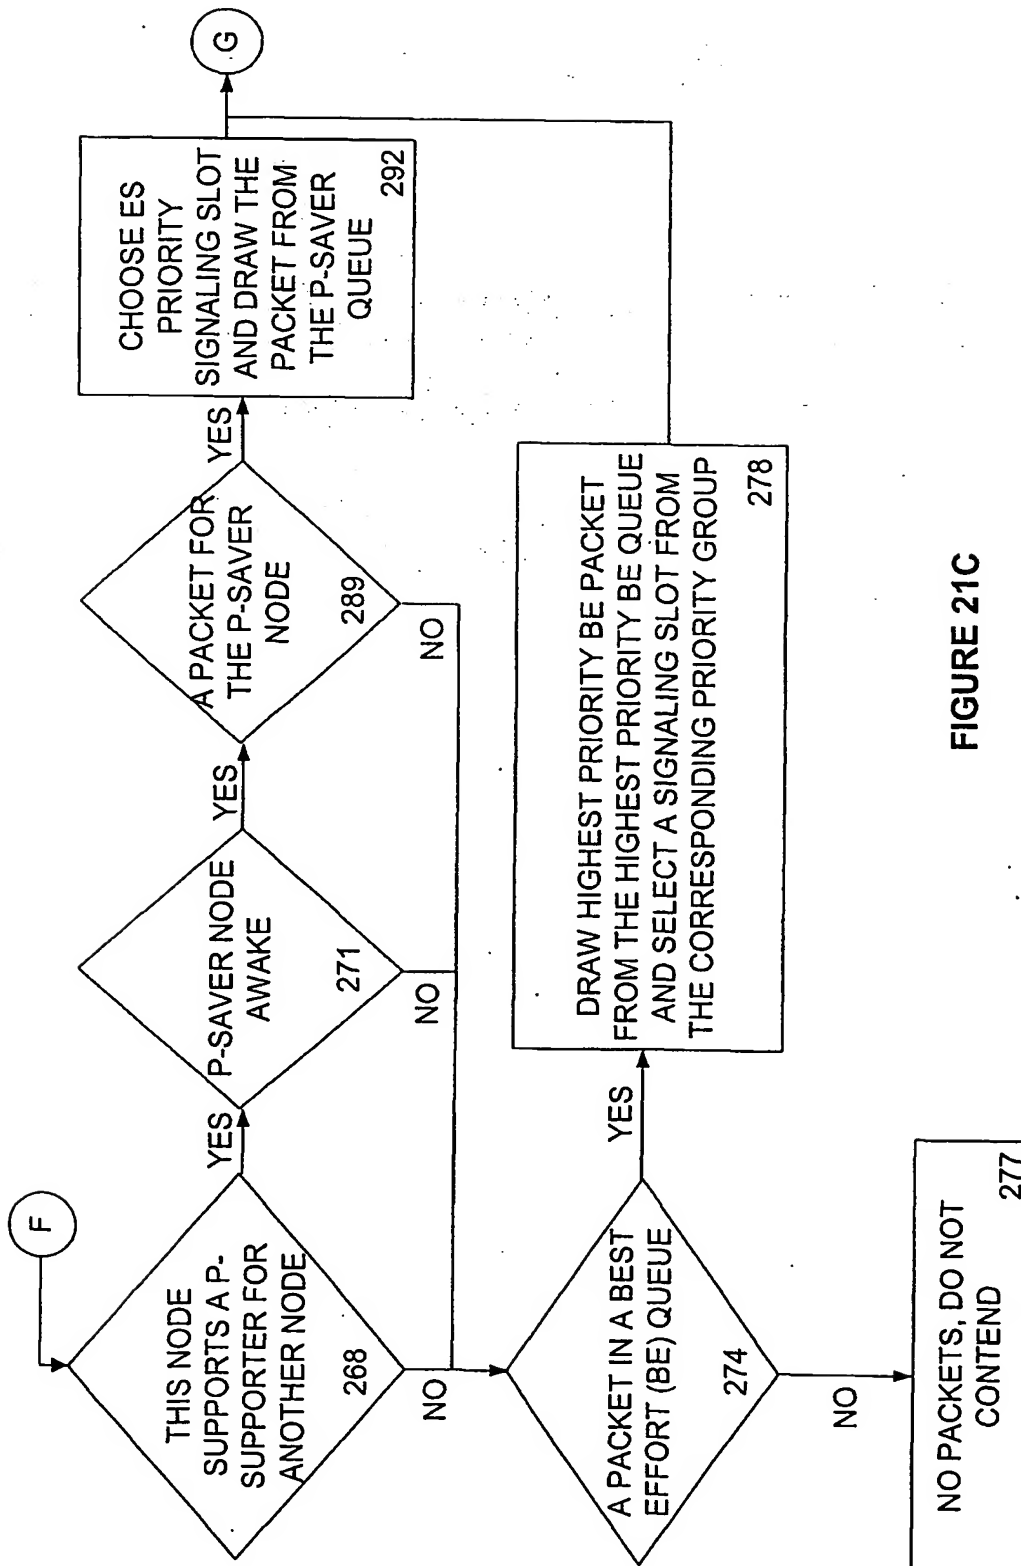 F
THIS NODE
SUPPORTS A P-
SUPPORTER FOR
ANOTHER NODE
268
YES
NO
P-SAVER NODE
AWAKE
271
YES
NO
A PACKET FOR
THE P-SAVER
NODE
289
YES
NO
CHOOSE ES
PRIORITY
SIGNALING SLOT
AND DRAW THE
PACKET FROM
THE P-SAVER
QUEUE
292
G
A PACKET IN A BEST
EFFORT (BE) QUEUE
274
YES
NO
DRAW HIGHEST PRIORITY BE PACKET
FROM THE HIGHEST PRIORITY BE QUEUE
AND SELECT A SIGNALING SLOT FROM
THE CORRESPONDING PRIORITY GROUP
278
NO PACKETS, DO NOT
CONTEND
277
FIGURE 21C